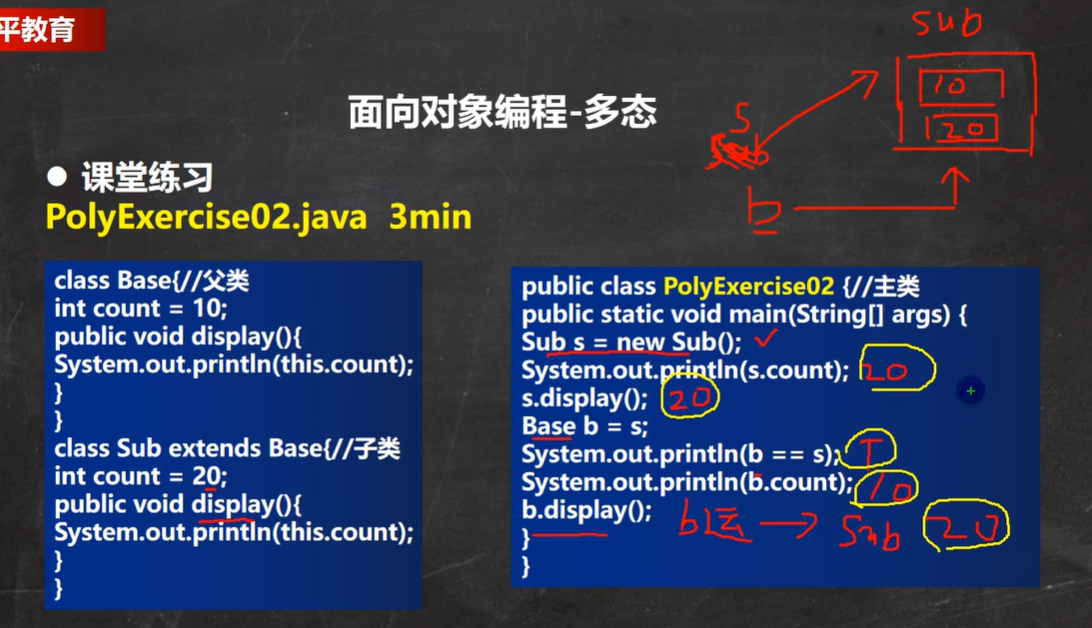 平教育
sub
10
20
面向对象编程-多态
s
b
● 课堂练习
PolyExercise02.java 3min
class Base{//父类
int count = 10;
public void display(){
System.out.println(this.count);
}
}
class Sub extends Base{//子类
int count = 20;
public void display(){
System.out.println(this.count);
}
}
public class PolyExercise02 {//主类
public static void main(String[] args) {
Sub s = new Sub(); ✓
System.out.println(s.count); 20
s.display(); 20
Base b = s;
System.out.println(b == s); T
System.out.println(b.count); 10
b.display(); b运 → Sub 20
}
}